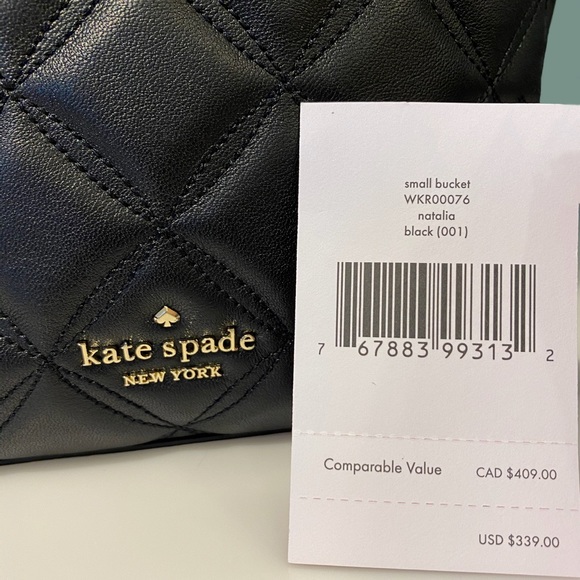 kate spade
NEW YORK
small bucket
WKR00076
natalia
black (001)
7 67883 99313 2
Comparable Value CAD $409.00
USD $339.00